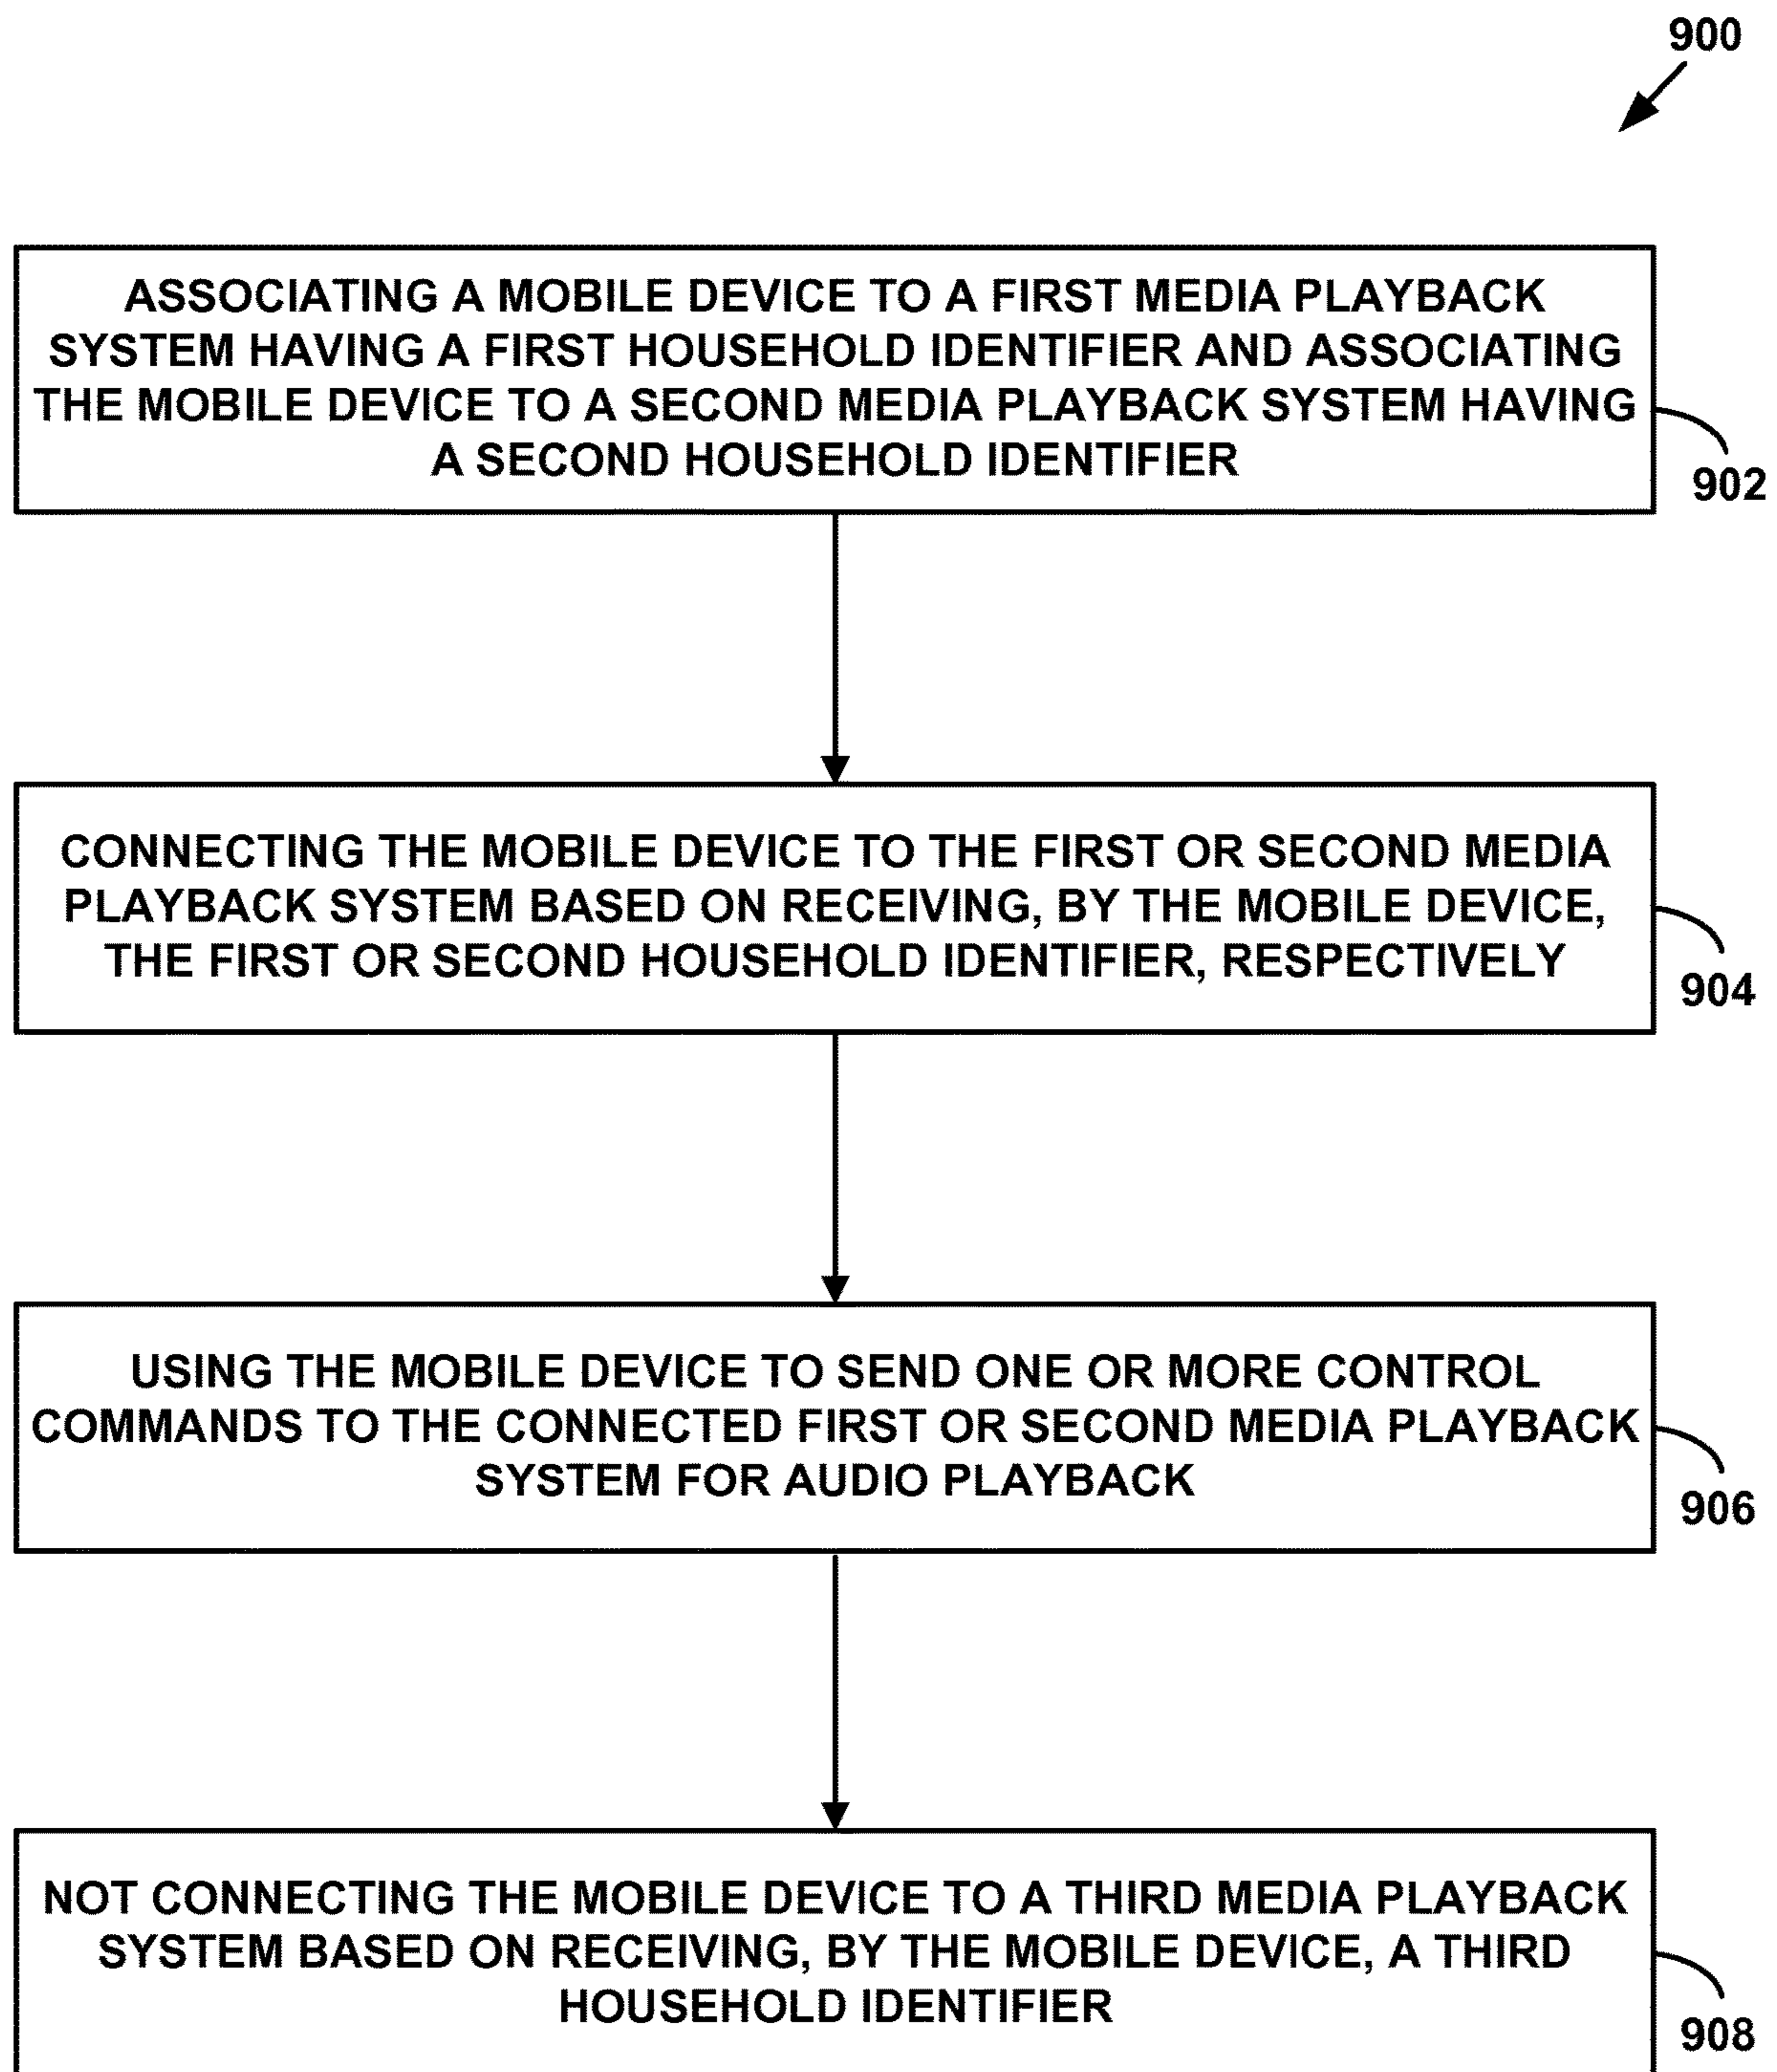 900
ASSOCIATING A MOBILE DEVICE TO A FIRST MEDIA PLAYBACK
SYSTEM HAVING A FIRST HOUSEHOLD IDENTIFIER AND ASSOCIATING
THE MOBILE DEVICE TO A SECOND MEDIA PLAYBACK SYSTEM HAVING
A SECOND HOUSEHOLD IDENTIFIER
902
CONNECTING THE MOBILE DEVICE TO THE FIRST OR SECOND MEDIA
PLAYBACK SYSTEM BASED ON RECEIVING, BY THE MOBILE DEVICE,
THE FIRST OR SECOND HOUSEHOLD IDENTIFIER, RESPECTIVELY
904
USING THE MOBILE DEVICE TO SEND ONE OR MORE CONTROL
COMMANDS TO THE CONNECTED FIRST OR SECOND MEDIA PLAYBACK
SYSTEM FOR AUDIO PLAYBACK
906
NOT CONNECTING THE MOBILE DEVICE TO A THIRD MEDIA PLAYBACK
SYSTEM BASED ON RECEIVING, BY THE MOBILE DEVICE, A THIRD
HOUSEHOLD IDENTIFIER
908